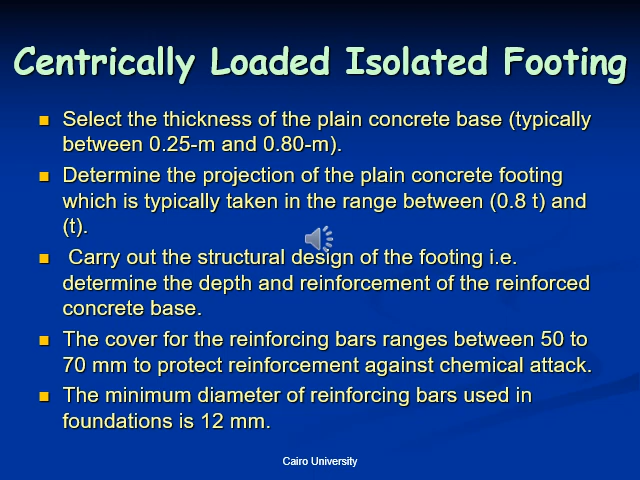 Centrically Loaded Isolated Footing
Select the thickness of the plain concrete base (typically
between 0.25-m and 0.80-m).
Determine the projection of the plain concrete footing
which is typically taken in the range between (0.8 t) and
(t).
Carry out the structural design of the footing i.e.
determine the depth and reinforcement of the reinforced
concrete base.
The cover for the reinforcing bars ranges between 50 to
70 mm to protect reinforcement against chemical attack.
The minimum diameter of reinforcing bars used in
foundations is 12 mm.
Cairo University